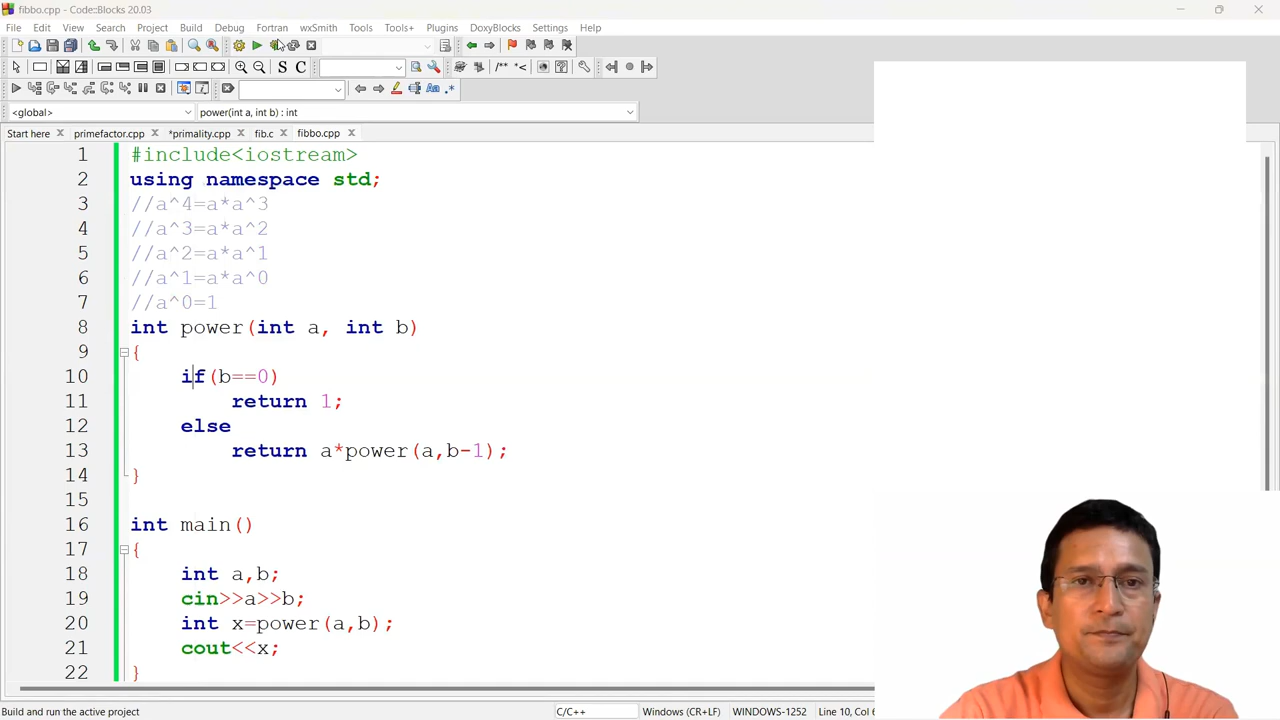 fibbo.cpp - Code::Blocks 20.03
File Edit View Search Project Build Debug Fortran wxSmith Tools Tools+ Plugins DoxyBlocks Settings Help
S C /** *<
Aa .*
<global> power(int a, int b) : int
Start here primefactor.cpp *primality.cpp fib.c fibbo.cpp
1 #include<iostream>
2 using namespace std;
3 //a^4=a*a^3
4 //a^3=a*a^2
5 //a^2=a*a^1
6 //a^1=a*a^0
7 //a^0=1
8 int power(int a, int b)
9 {
10 if(b==0)
11 return 1;
12 else
13 return a*power(a,b-1);
14 }
15
16 int main()
17 {
18 int a,b;
19 cin>>a>>b;
20 int x=power(a,b);
21 cout<<x;
22 }
Build and run the active project C/C++ Windows (CR+LF) WINDOWS-1252 Line 10, Col 6